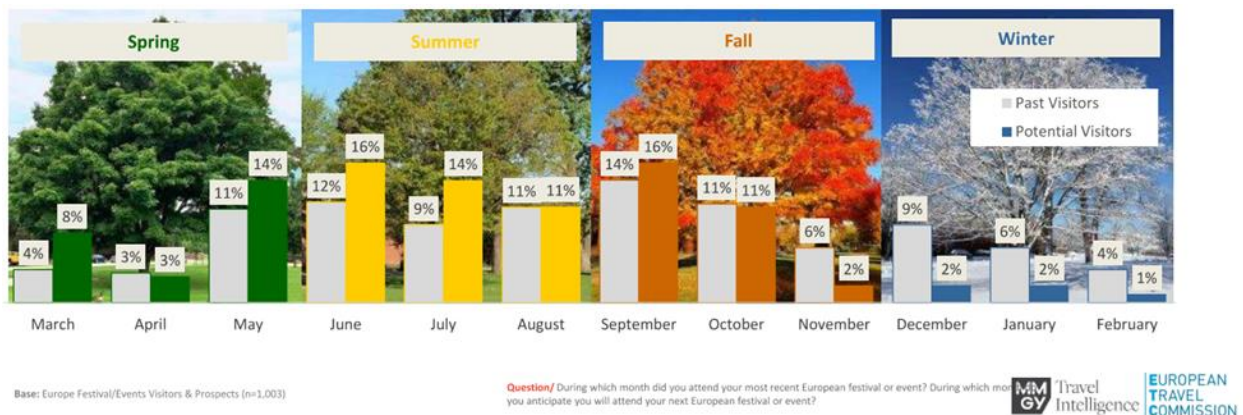 Spring
Summer
Fall
Winter
Past Visitors
Potential Visitors
4%
8%
3%
3%
11%
14%
12%
16%
9%
14%
11%
11%
14%
16%
11%
11%
6%
2%
9%
2%
6%
2%
4%
1%
March
April
May
June
July
August
September
October
November
December
January
February
Base: Europe Festival/Events Visitors & Prospects (n=1,003)
Question/ During which month did you attend your most recent European festival or event? During which
you anticipate you will attend your next European festival or event?
MM
GY
Travel
Intelligence
EUROPEAN
TRAVEL
COMMISSION